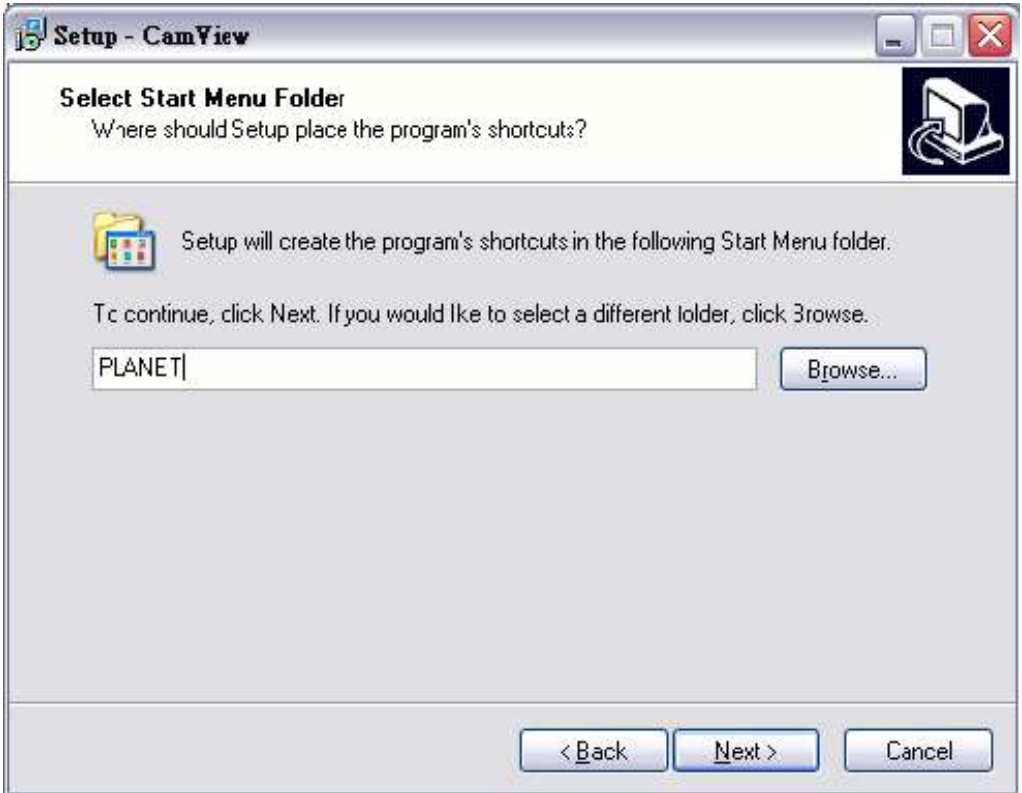 Setup - CamView
Select Start Menu Folder
Where should Setup place the program's shortcuts?
Setup will create the program's shortcuts in the following Start Menu folder.
To continue, click Next. If you would like to select a different folder, click Browse.
PLANET
Browse...
< Back
Next >
Cancel